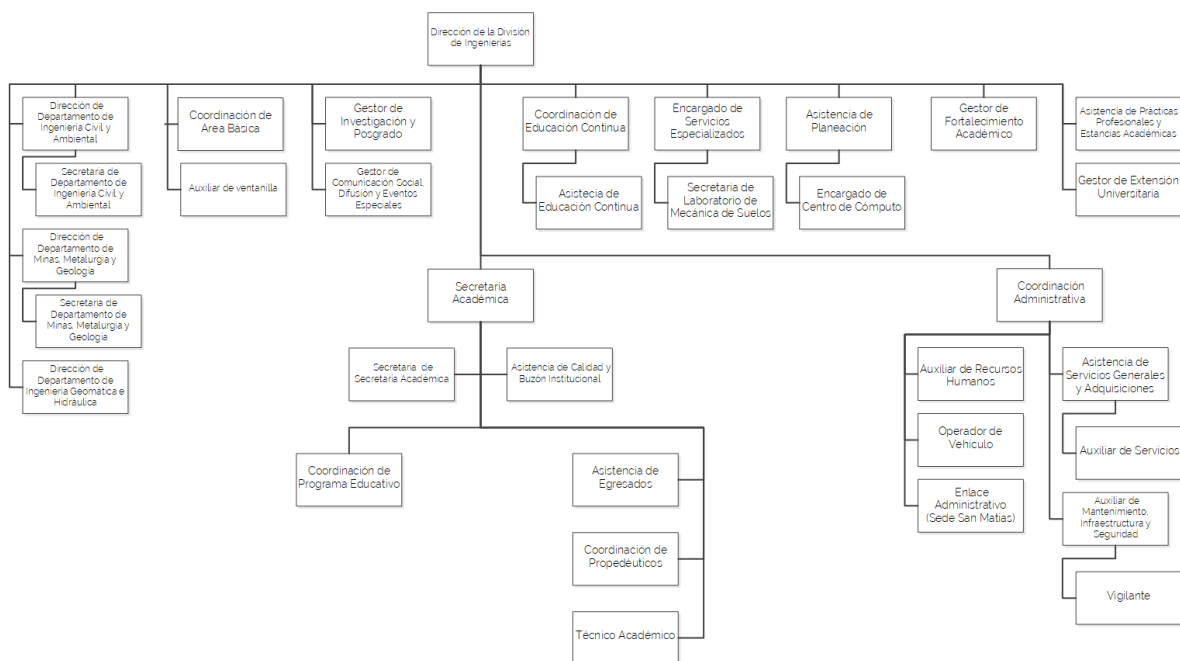 Dirección de la División
de Ingenierías
Dirección de
Departamento de
Ingeniería Civil y
Ambiental
Coordinación de
Area Básica
Gestor de
Investigación y
Posgrado
Coordinación de
Educación Continua
Encargado de
Servicios
Especializados
Asistencia de
Planeación
Gestor de
Fortalecimiento
Académico
Asistencia de Prácticas
Profesionales y
Estancias Académicas
Secretaria de
Departamento de
Ingeniería Civil y
Ambiental
Auxiliar de ventanilla
Gestor de
Comunicación Social,
Difusión y Eventos
Especiales
Asistecia de
Educación Continua
Secretaria de
Laboratorio de
Mecánica de Suelos
Encargado de
Centro de Cómputo
Gestor de Extensión
Universitaria
Dirección de
Departamento de
Minas, Metalurgia y
Geología
Secretaria de
Departamento de
Minas, Metalurgia y
Geología
Dirección de
Departamento de
Ingeniería Geomática e
Hidráulica
Secretaría
Académica
Coordinación
Administrativa
Secretaria de
Secretaría Académica
Asistencia de Calidad y
Buzón Institucional
Auxiliar de Recursos
Humanos
Asistencia de
Servicios Generales
y Adquisiciones
Operador de
Vehículo
Auxiliar de Servicios
Coordinación de
Programa Educativo
Asistencia de
Egresados
Enlace
Administrativo
(Sede San Matías)
Auxiliar de
Mantenimiento,
Infraestructura y
Seguridad
Coordinación de
Propedéuticos
Vigilante
Técnico Académico